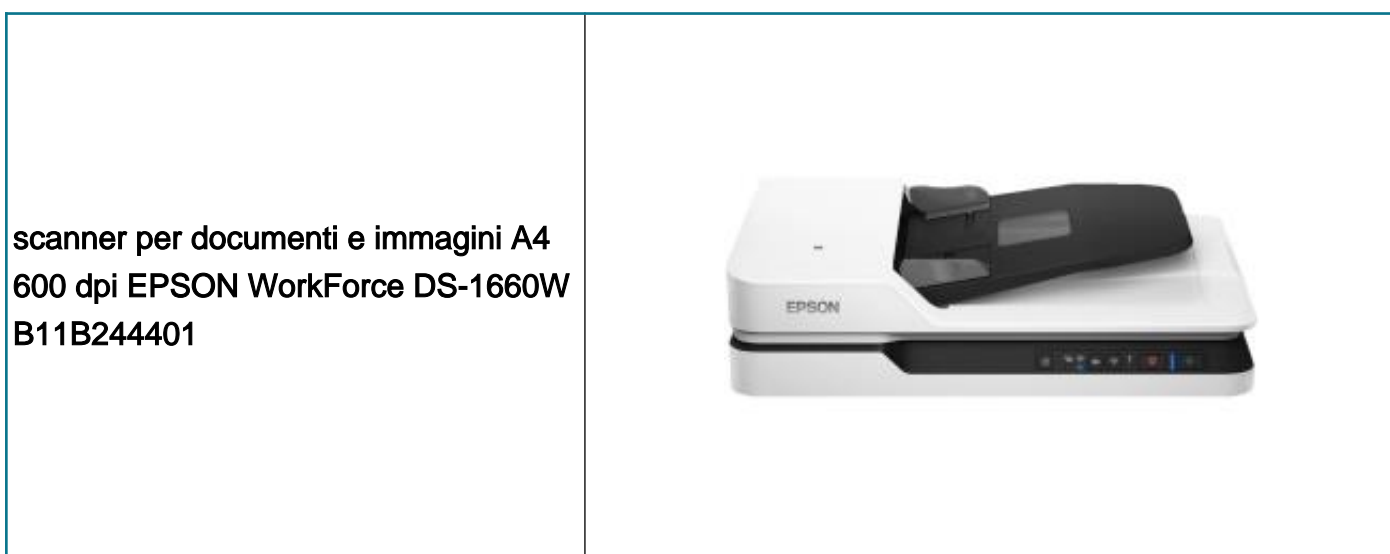 scanner per documenti e immagini A4
600 dpi EPSON WorkForce DS-1660W
B11B244401
EPSON